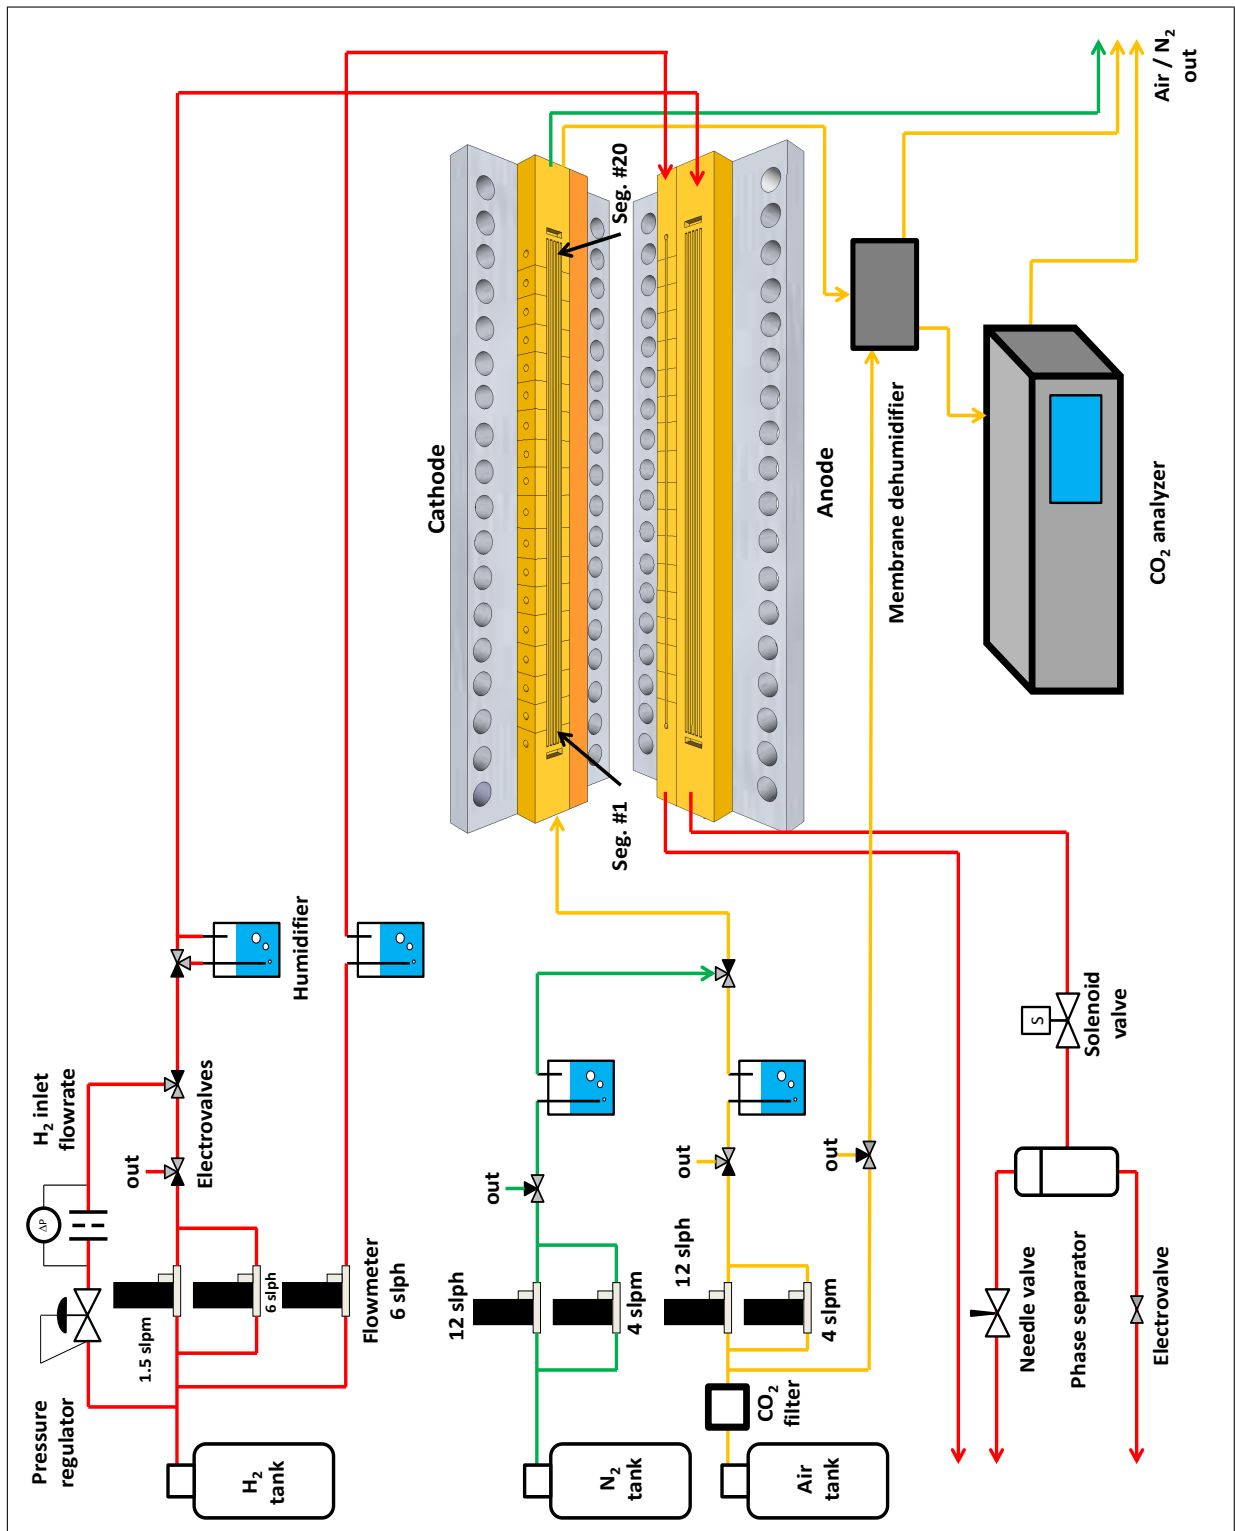 Pressure
regulator
H2 inlet
flowrate
ΔP
out
Electrovalves
Humidifier
1.5 slpm
6 slph
Flowmeter
6 slph
H2
tank
Cathode
Seg. #1
Seg. #20
Anode
Air / N2
out
12 slph
4 slpm
out
N2
tank
12 slph
4 slpm
out
out
CO2
filter
Air
tank
Membrane dehumidifier
CO2 analyzer
S
Solenoid
valve
Needle valve
Phase separator
Electrovalve